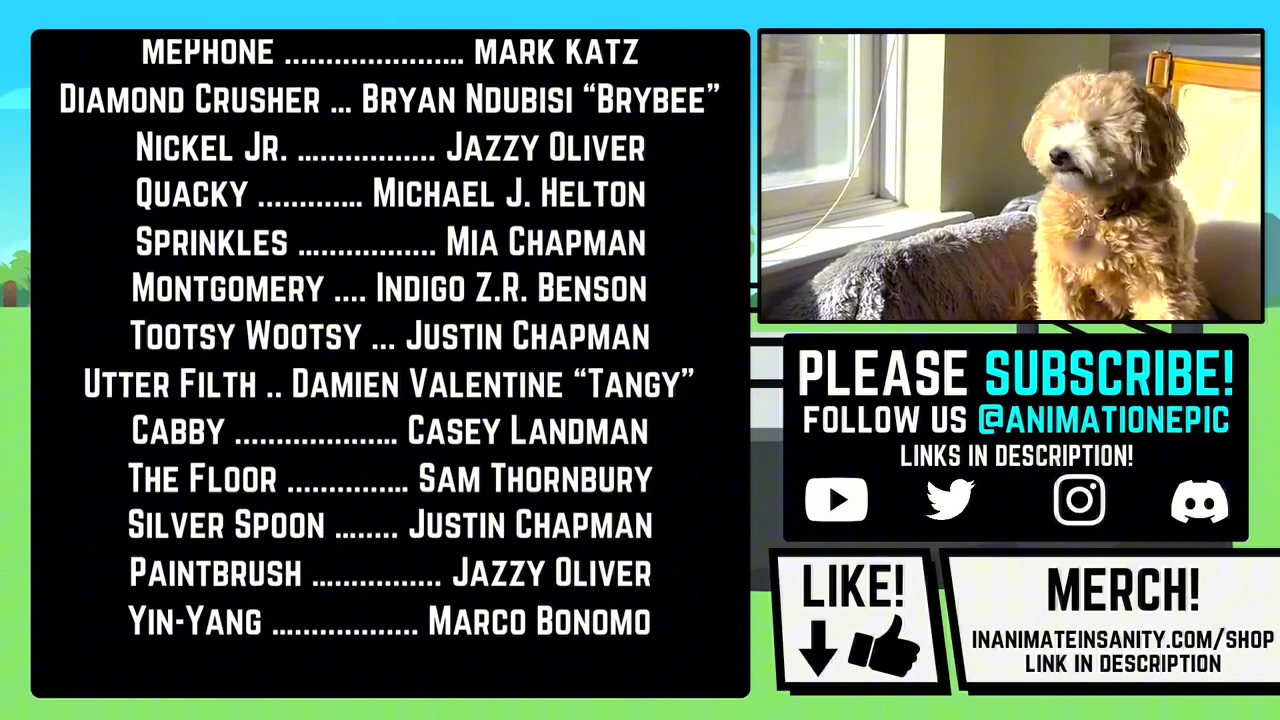 MEPHONE ...................... MARK KATZ
DIAMOND CRUSHER ... BRYAN NDUBISI “BRYBEE”
NICKEL JR. ................. JAZZY OLIVER
QUACKY ............. MICHAEL J. HELTON
SPRINKLES ................. MIA CHAPMAN
MONTGOMERY .... INDIGO Z.R. BENSON
TOOTSY WOOTSY ... JUSTIN CHAPMAN
UTTER FILTH .. DAMIEN VALENTINE “TANGY”
CABBY .................... CASEY LANDMAN
THE FLOOR ............... SAM THORNBURY
SILVER SPOON ........ JUSTIN CHAPMAN
PAINTBRUSH ................ JAZZY OLIVER
YIN-YANG .................. MARCO BONOMO
PLEASE SUBSCRIBE!
FOLLOW US @ANIMATIONEPIC
LINKS IN DESCRIPTION!
LIKE!
MERCH!
INANIMATEINSANITY.COM/SHOP
LINK IN DESCRIPTION